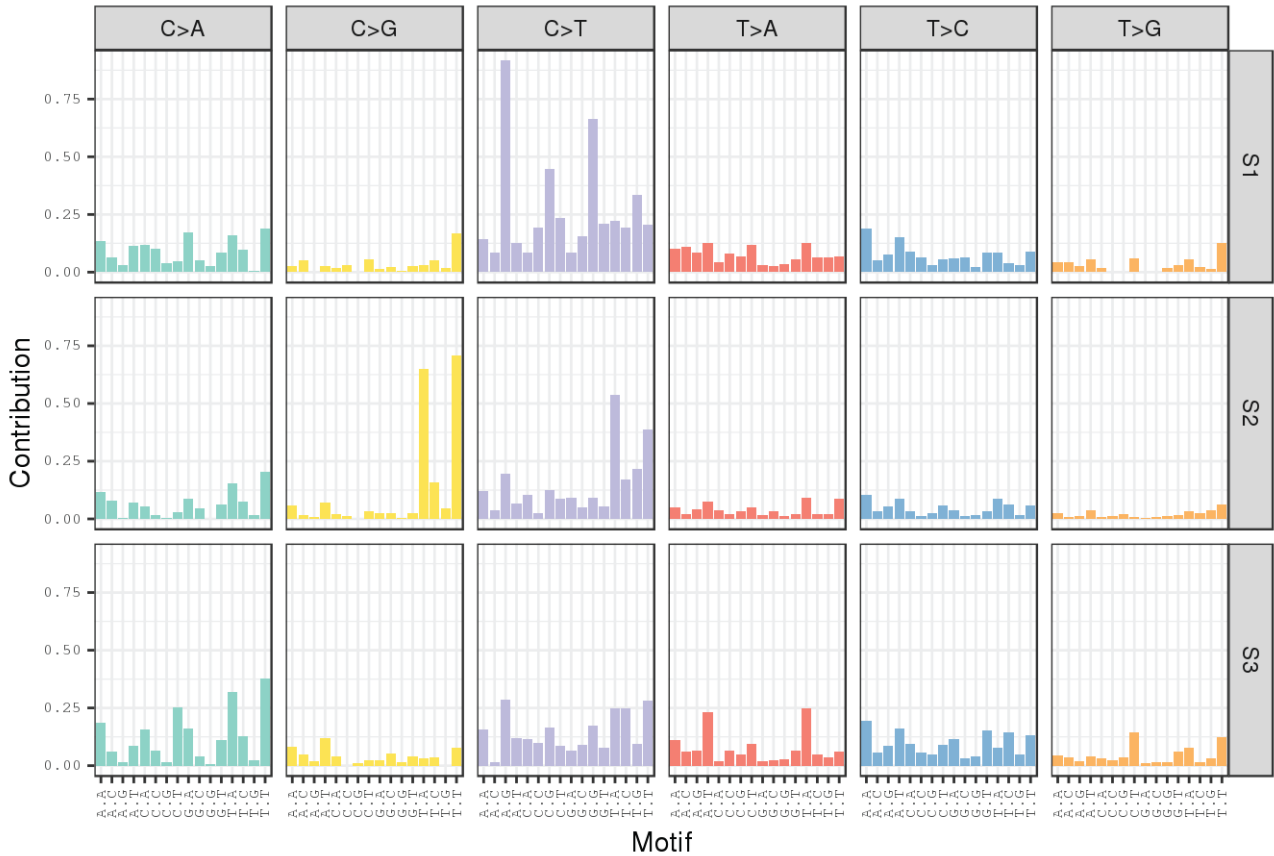 C>A C>G C>T T>A T>C T>G
0.75
0.50
0.25
0.00
S1
Contribution
0.75
0.50
0.25
0.00
S2
0.75
0.50
0.25
0.00
S3
A.A A.C A.G A.T C.A C.C C.G C.T G.A G.C G.G G.T T.A T.C T.G T.T
A.A A.C A.G A.T C.A C.C C.G C.T G.A G.C G.G G.T T.A T.C T.G T.T
A.A A.C A.G A.T C.A C.C C.G C.T G.A G.C G.G G.T T.A T.C T.G T.T
A.A A.C A.G A.T C.A C.C C.G C.T G.A G.C G.G G.T T.A T.C T.G T.T
A.A A.C A.G A.T C.A C.C C.G C.T G.A G.C G.G G.T T.A T.C T.G T.T
A.A A.C A.G A.T C.A C.C C.G C.T G.A G.C G.G G.T T.A T.C T.G T.T
Motif